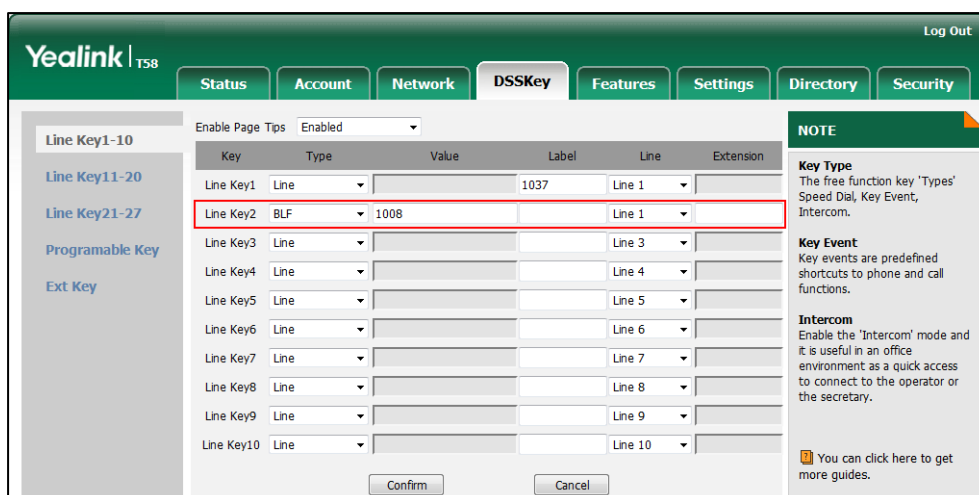 Log Out
Yealink T58
Status Account Network DSSKey Features Settings Directory Security
Line Key1-10
Line Key11-20
Line Key21-27
Programable Key
Ext Key
Enable Page Tips Enabled
Key Type Value Label Line Extension
Line Key1 Line 1037 Line 1
Line Key2 BLF 1008 Line 1
Line Key3 Line Line 3
Line Key4 Line Line 4
Line Key5 Line Line 5
Line Key6 Line Line 6
Line Key7 Line Line 7
Line Key8 Line Line 8
Line Key9 Line Line 9
Line Key10 Line Line 10
Confirm Cancel
NOTE
Key Type
The free function key 'Types'
Speed Dial, Key Event,
Intercom.
Key Event
Key events are predefined
shortcuts to phone and call
functions.
Intercom
Enable the 'Intercom' mode and
it is useful in an office
environment as a quick access
to connect to the operator or
the secretary.
You can click here to get
more guides.